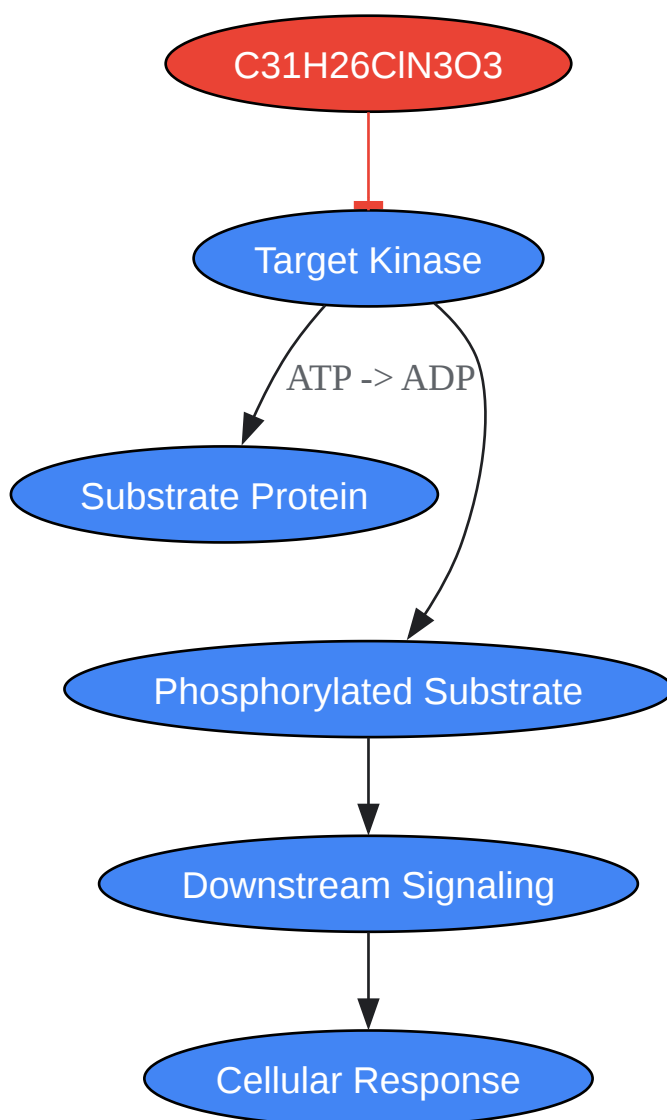 C31H26ClN3O3
Target Kinase
ATP -> ADP
Substrate Protein
Phosphorylated Substrate
Downstream Signaling
Cellular Response